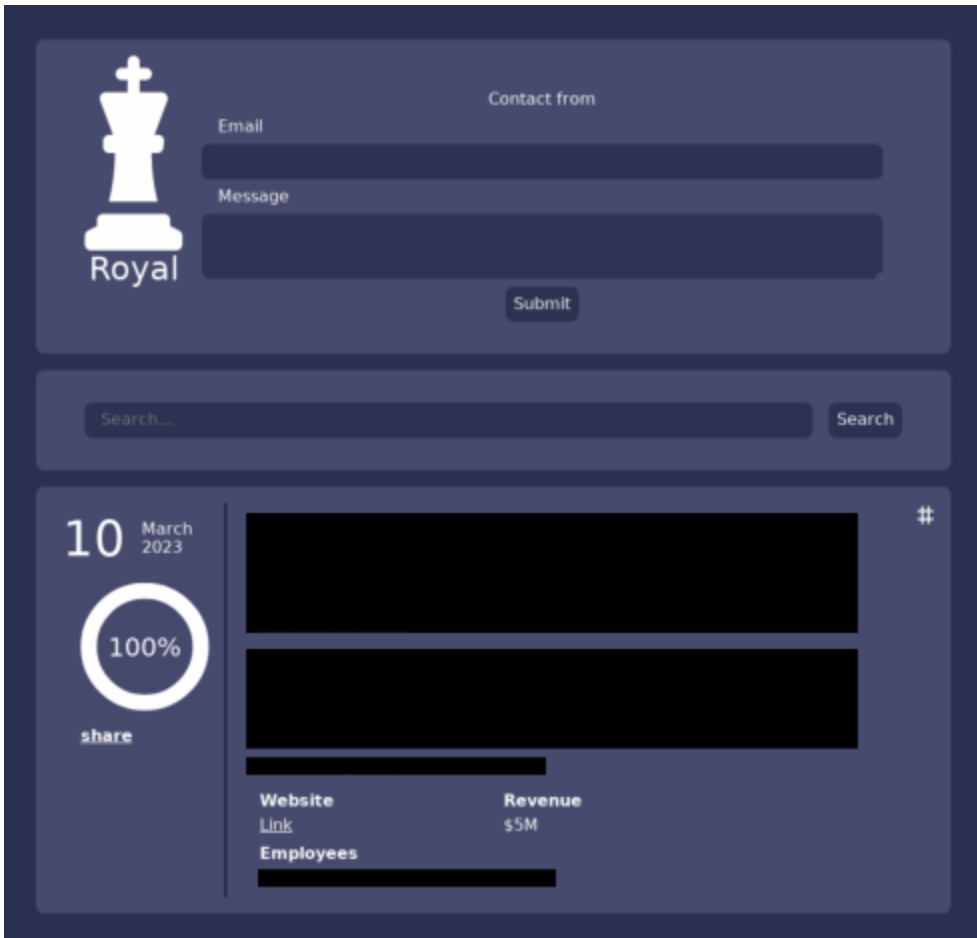 Contact from
Email
Message
Royal
Submit
Search...
Search
10
March
2023
#
100%
share
Website
Revenue
Link
$5M
Employees